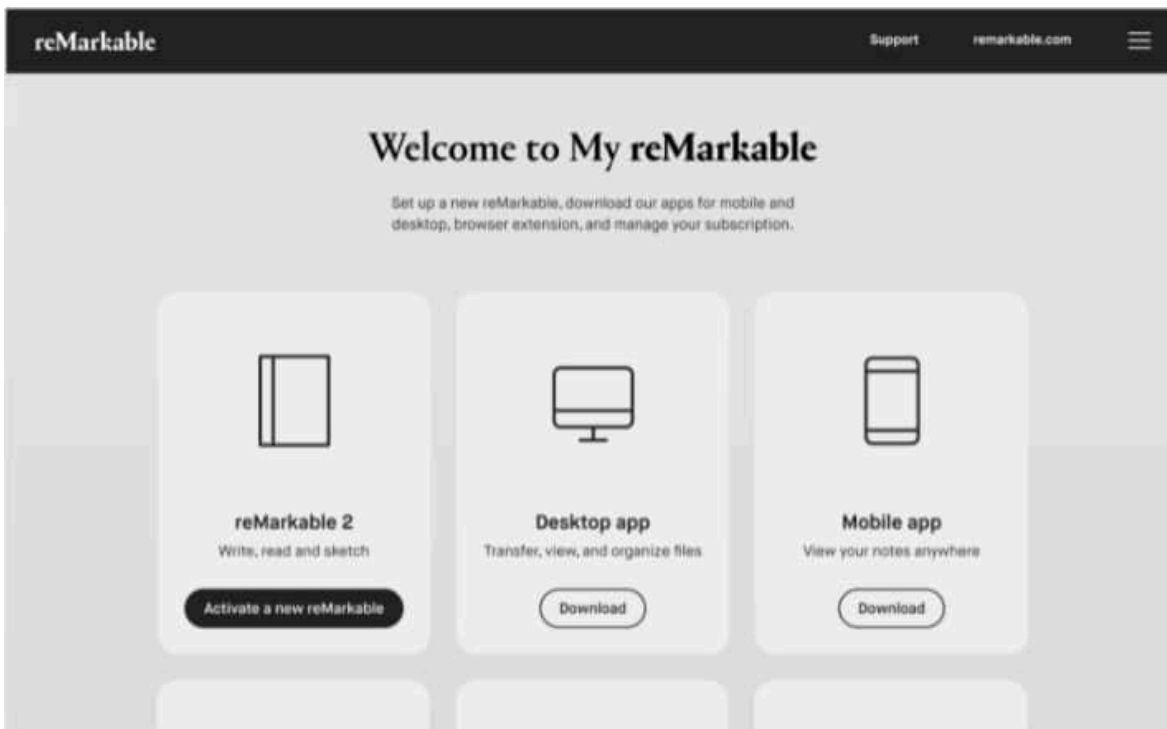 reMarkable
Support
remarkable.com
Welcome to My reMarkable
Set up a new reMarkable, download our apps for mobile and
desktop, browser extension, and manage your subscription.
reMarkable 2
Write, read and sketch
Activate a new reMarkable
Desktop app
Transfer, view, and organize files
Download
Mobile app
View your notes anywhere
Download